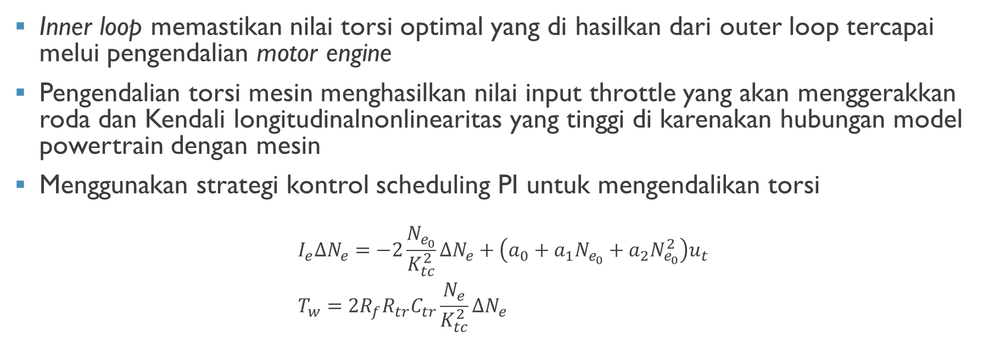 ▪ Inner loop memastikan nilai torsi optimal yang di hasilkan dari outer loop tercapai
melui pengendalian motor engine
▪ Pengendalian torsi mesin menghasilkan nilai input throttle yang akan menggerakkan
roda dan Kendali longitudinalnonlinearitas yang tinggi di karenakan hubungan model
powertrain dengan mesin
▪ Menggunakan strategi kontrol scheduling PI untuk mengendalikan torsi
$I_e \Delta N_e = -2 \frac{N_{e_0}}{K_{tc}^2} \Delta N_e + (a_0 + a_1 N_{e_0} + a_2 N_{e_0}^2) u_t$
$T_w = 2 R_f R_{tr} C_{tr} \frac{N_e}{K_{tc}^2} \Delta N_e$